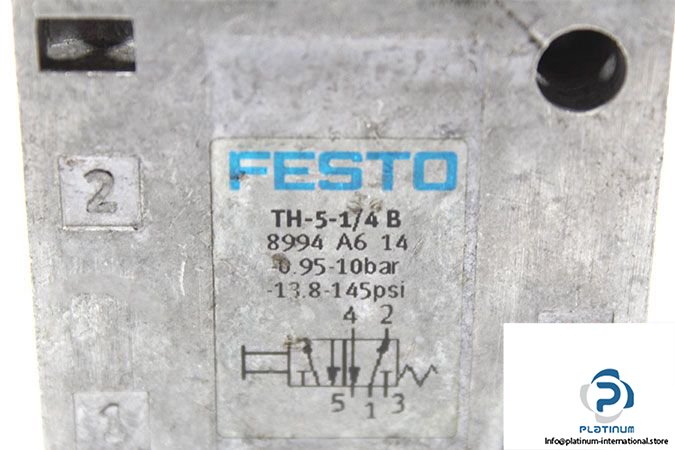 2
FESTO
TH-5-1/4 B
8994 A6 14
-0.95-10bar
-13.8-145psi
4 2
5 1 3
1
PLATINUM
info@platinum-international.store